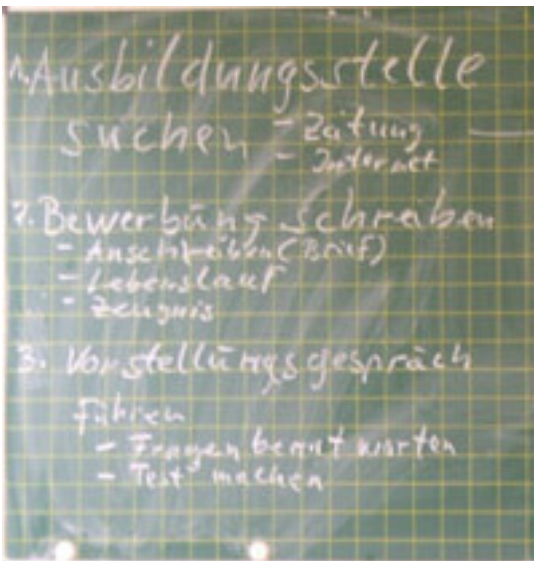 1. Ausbildungsstelle
suchen - Zeitung
- Internet
2. Bewerbung schreiben
- Anschreiben (Brief)
- Lebenslauf
- Zeugnis
3. Vorstellungsgespräch
führen
- Fragen beantworten
- Test machen